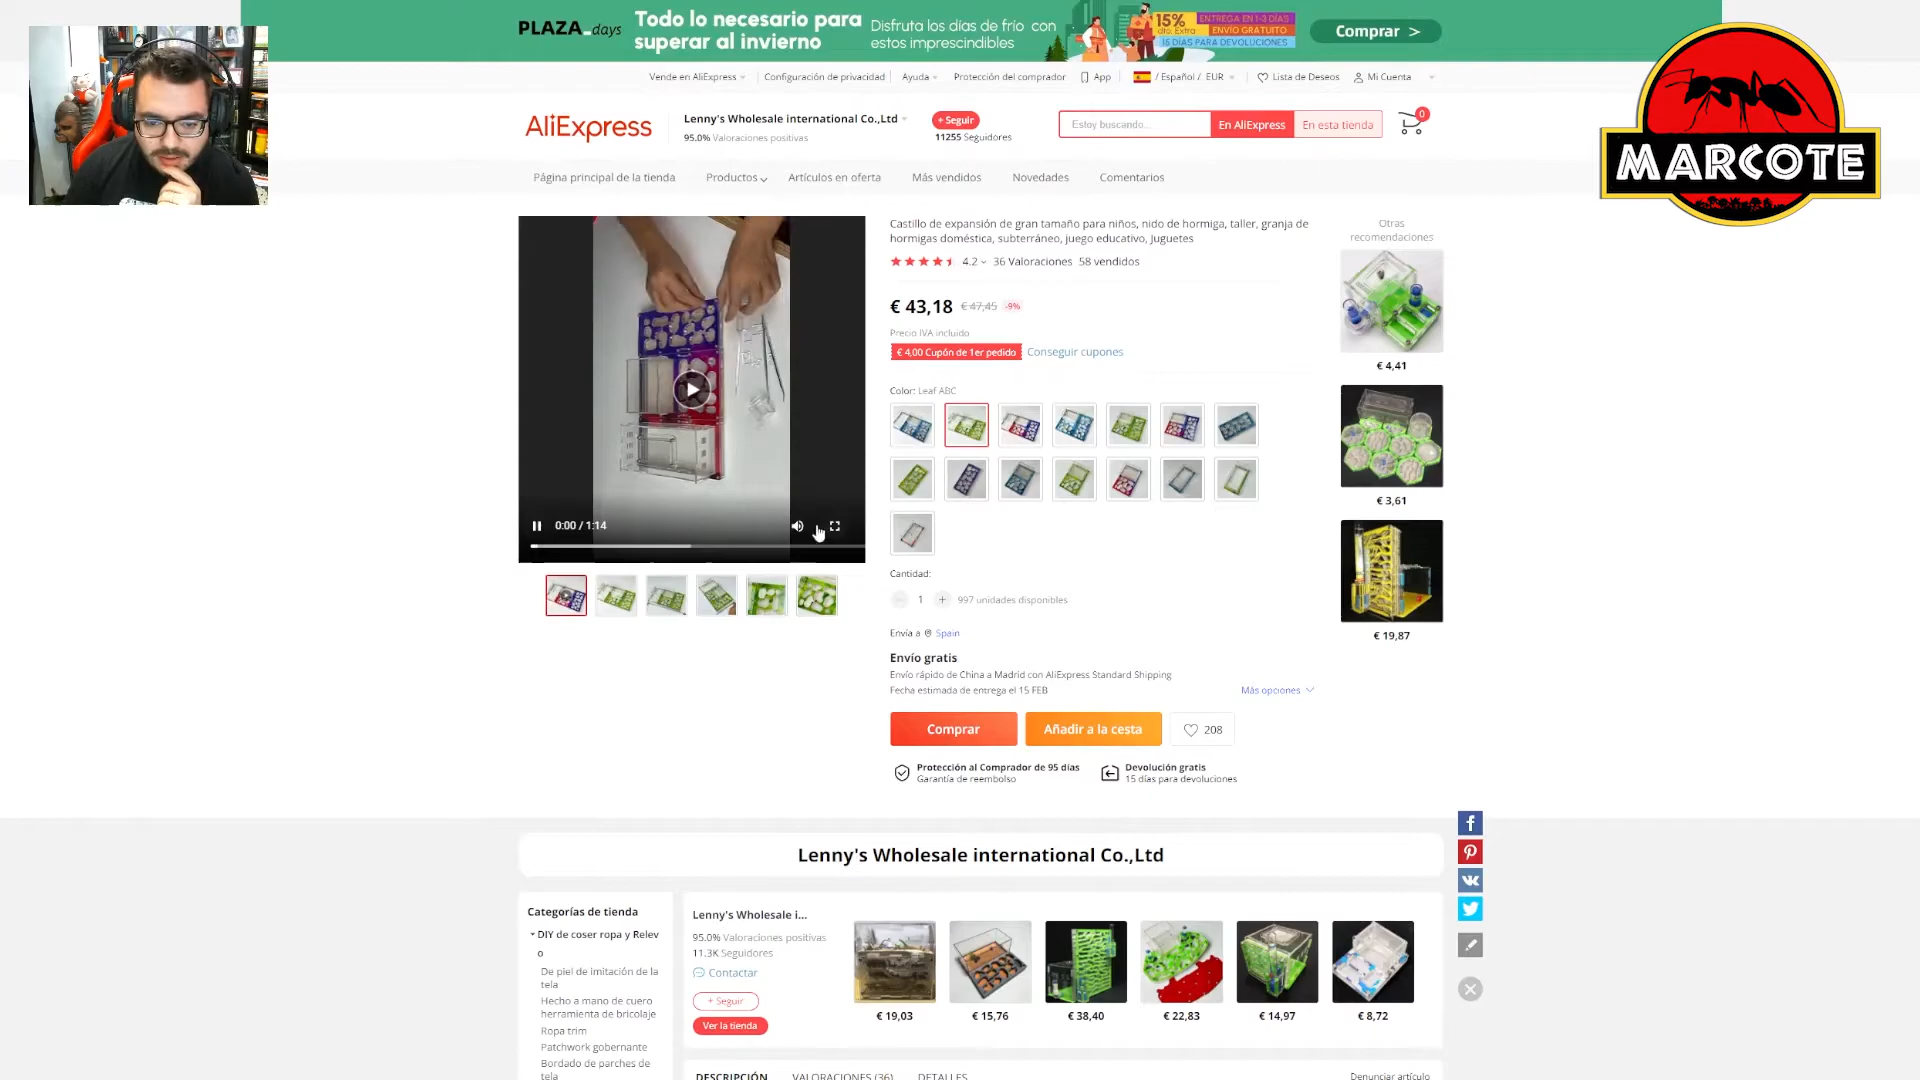 PLAZA_days
Todo lo necesario para
superar al invierno
Disfruta los días de frío con
estos imprescindibles
15%
dto. Extra
ENTREGA EN 1-3 DÍAS
ENVÍO GRATUITO
15 DÍAS PARA DEVOLUCIONES
Comprar >
Vende en AliExpress
Configuración de privacidad
Ayuda
Protección del comprador
App
/ Español / EUR
Lista de Deseos
Mi Cuenta
MARCOTE
AliExpress
Lenny's Wholesale international Co.,Ltd
95.0% Valoraciones positivas
+ Seguir
11255 Seguidores
Estoy buscando...
En AliExpress
En esta tienda
0
Página principal de la tienda
Productos
Artículos en oferta
Más vendidos
Novedades
Comentarios
Castillo de expansión de gran tamaño para niños, nido de hormiga, taller, granja de
hormigas doméstica, subterráneo, juego educativo, Juguetes
4.2
36 Valoraciones
58 vendidos
€ 43,18
€ 47,45
-9%
Precio IVA incluido
€ 4,00 Cupón de 1er pedido
Conseguir cupones
Color: Leaf ABC
0:00 / 1:14
Cantidad:
1
+
997 unidades disponibles
Envía a
Spain
Envío gratis
Envío rápido de China a Madrid con AliExpress Standard Shipping
Fecha estimada de entrega el 15 FEB
Más opciones
Comprar
Añadir a la cesta
208
Protección al Comprador de 95 días
Garantía de reembolso
Devolución gratis
15 días para devoluciones
Otras
recomendaciones
€ 4,41
€ 3,61
€ 19,87
Lenny's Wholesale international Co.,Ltd
Categorías de tienda
DIY de coser ropa y Relev
o
De piel de imitación de la
tela
Hecho a mano de cuero
herramienta de bricolaje
Ropa trim
Patchwork gobernante
Bordado de parches de
tela
Lenny's Wholesale i...
95.0% Valoraciones positivas
11.3K Seguidores
Contactar
+ Seguir
Ver la tienda
€ 19,03
€ 15,76
€ 38,40
€ 22,83
€ 14,97
€ 8,72
DESCRIPCIÓN
VALORACIONES (36)
DETALLES
Denunciar artículo